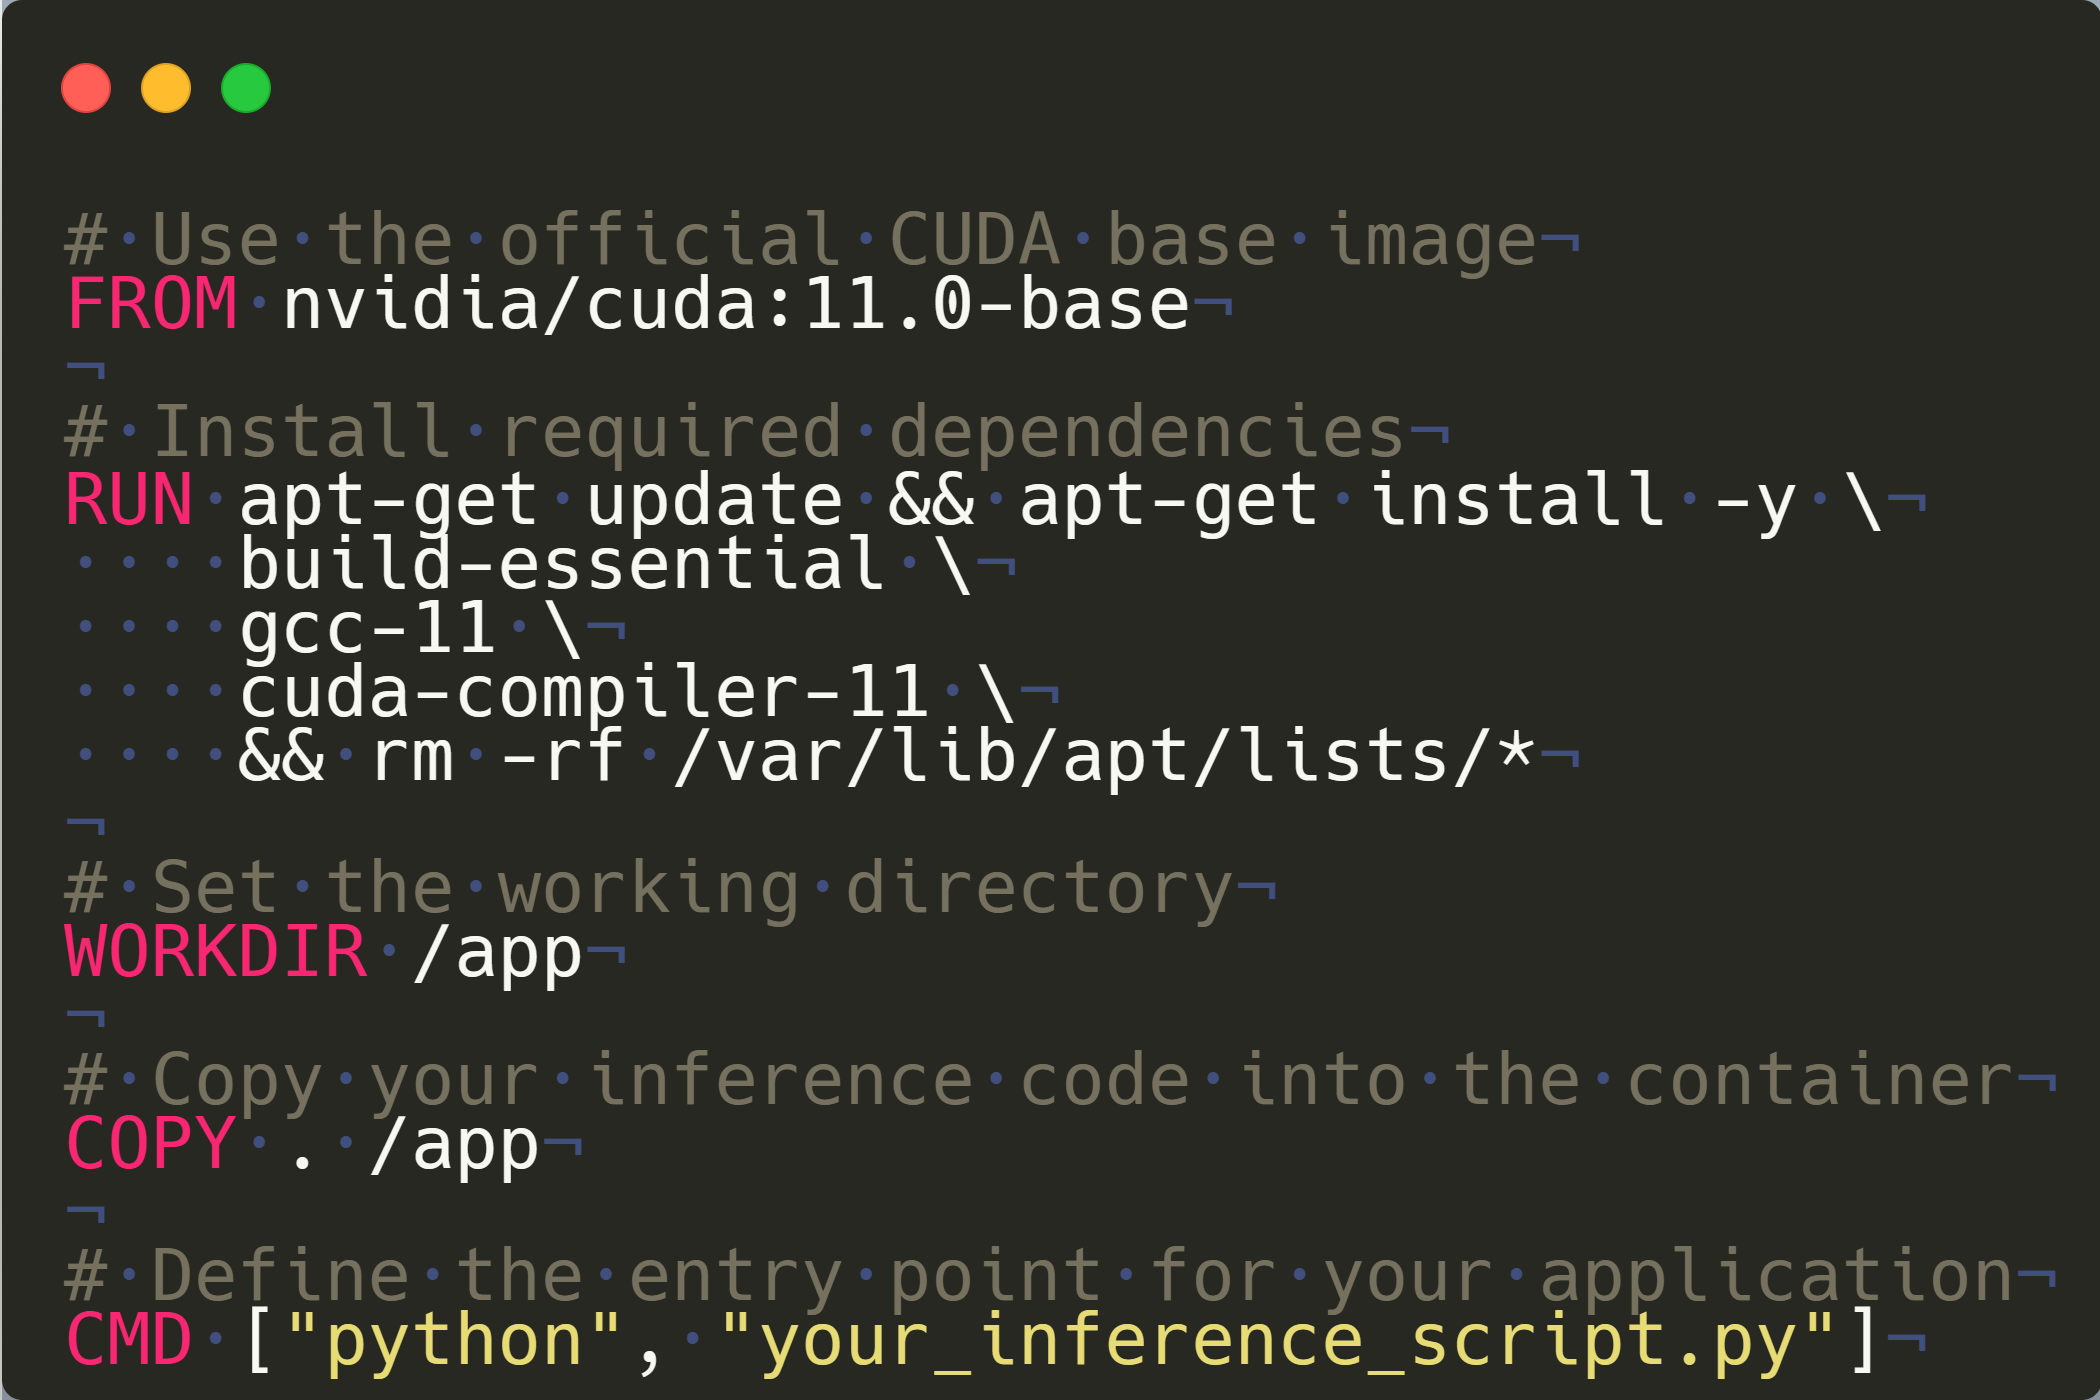 # Use the official CUDA base image¬
FROM nvidia/cuda:11.0-base¬
¬
# Install required dependencies¬
RUN apt-get update && apt-get install -y \¬
    build-essential \¬
    gcc-11 \¬
    cuda-compiler-11 \¬
    && rm -rf /var/lib/apt/lists/*¬
¬
# Set the working directory¬
WORKDIR /app¬
¬
# Copy your inference code into the container¬
COPY . /app¬
¬
# Define the entry point for your application¬
CMD ["python", "your_inference_script.py"]¬